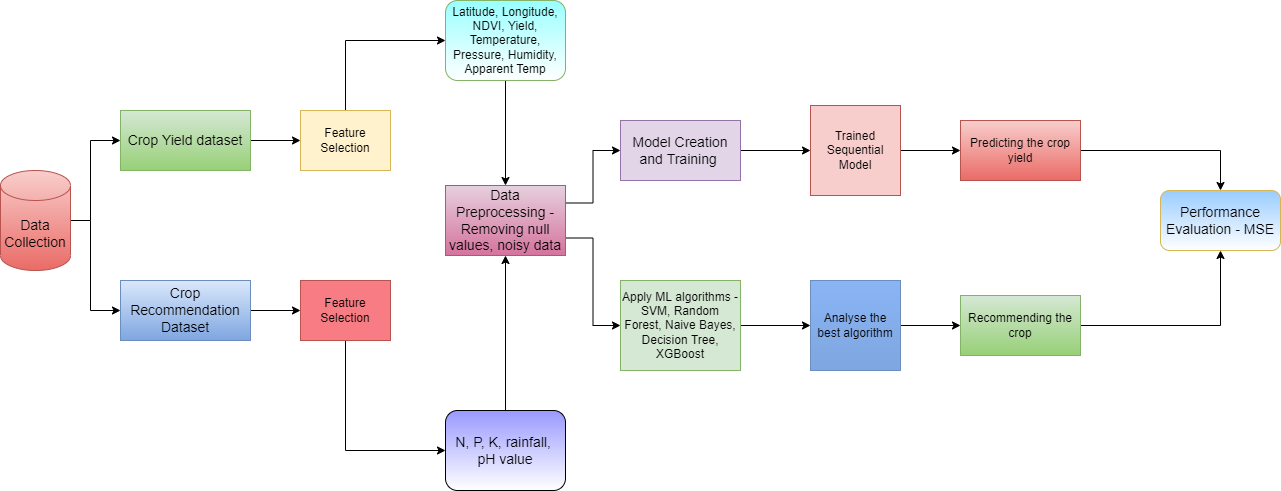 Latitude, Longitude,
NDVI, Yield,
Temperature,
Pressure, Humidity,
Apparent Temp
Crop Yield dataset
Feature
Selection
Model Creation
and Training
Trained
Sequential
Model
Predicting the crop
yield
Data
Collection
Data
Preprocessing -
Removing null
values, noisy data
Performance
Evaluation - MSE
Crop
Recommendation
Dataset
Feature
Selection
Apply ML algorithms -
SVM, Random
Forest, Naive Bayes,
Decision Tree,
XGBoost
Analyse the
best algorithm
Recommending the
crop
N, P, K, rainfall,
pH value